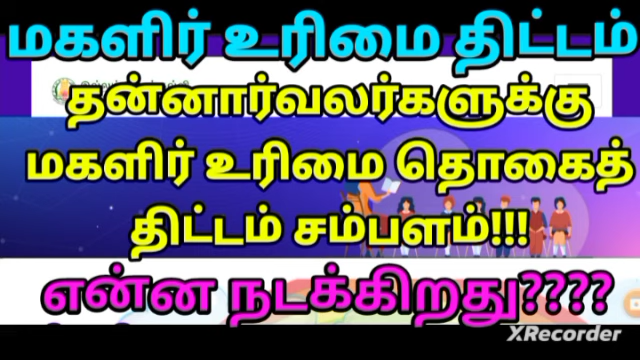 மகளிர் உரிமை திட்டம்
தன்னார்வலர்களுக்கு
மகளிர் உரிமை தொகைத்
திட்டம் சம்பளம்!!!
என்ன நடக்கிறது????
XRecorder